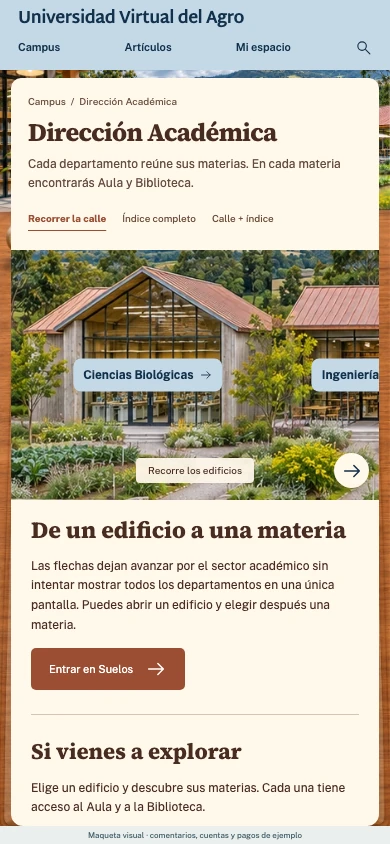 Universidad Virtual del Agro
Campus Artículos Mi espacio
Campus / Dirección Académica
Dirección Académica
Cada departamento reúne sus materias. En cada materia
encontrarás Aula y Biblioteca.
Recorrer la calle Índice completo Calle + índice
Ciencias Biológicas → Ingeniería
Recorre los edificios →
De un edificio a una materia
Las flechas dejan avanzar por el sector académico sin
intentar mostrar todos los departamentos en una única
pantalla. Puedes abrir un edificio y elegir después una
materia.
Entrar en Suelos →
Si vienes a explorar
Elige un edificio y descubre sus materias. Cada una tiene
acceso al Aula y a la Biblioteca.
Maqueta visual · comentarios, cuentas y pagos de ejemplo